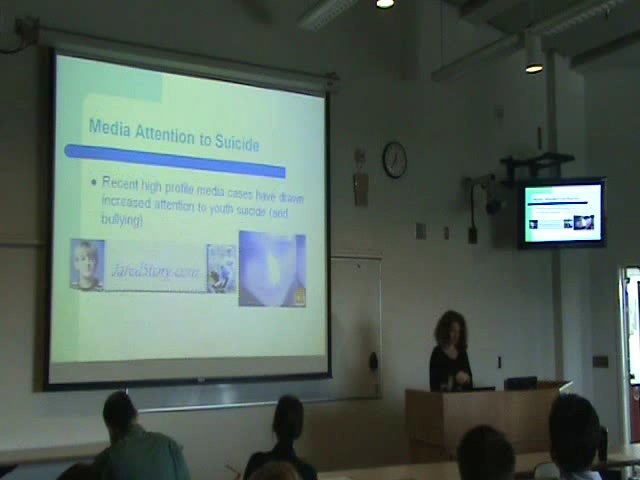 Media Attention to Suicide
• Recent high profile media cases have drawn
increased attention to youth suicide (and
bullying)
JaredStory.com